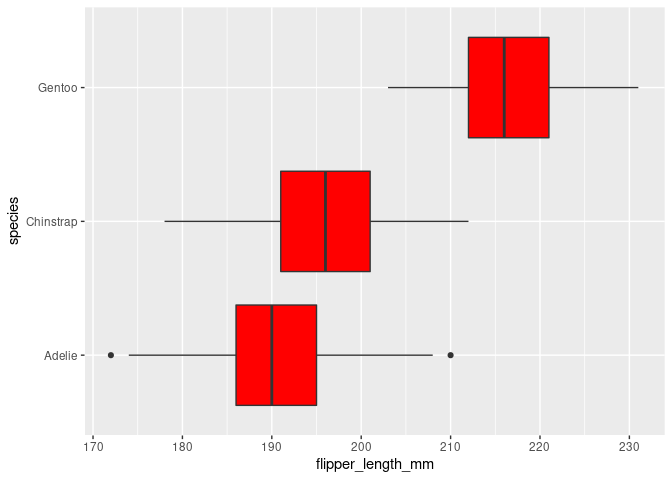 Gentoo
Chinstrap
Adelie
species
170 180 190 200 210 220 230
flipper_length_mm